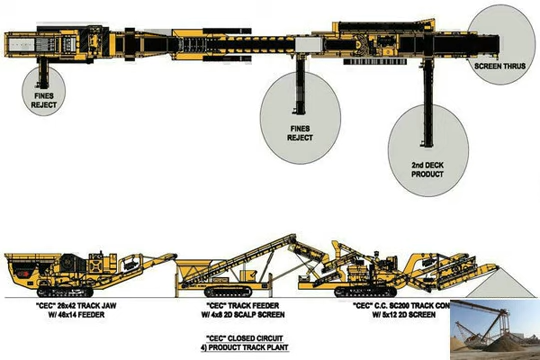 FINES
REJECT
FINES
REJECT
2nd DECK
PRODUCT
SCREEN THRUS
"CEC" 26x42 TRACK JAW
W/ 46x14 FEEDER
"CEC" TRACK FEEDER
W/ 4x8 2D SCALP SCREEN
"CEC" C.C. SC200 TRACK CON
W/ 5x12 2D SCREEN
"CEC" CLOSED CIRCUIT
4) PRODUCT TRACK PLANT